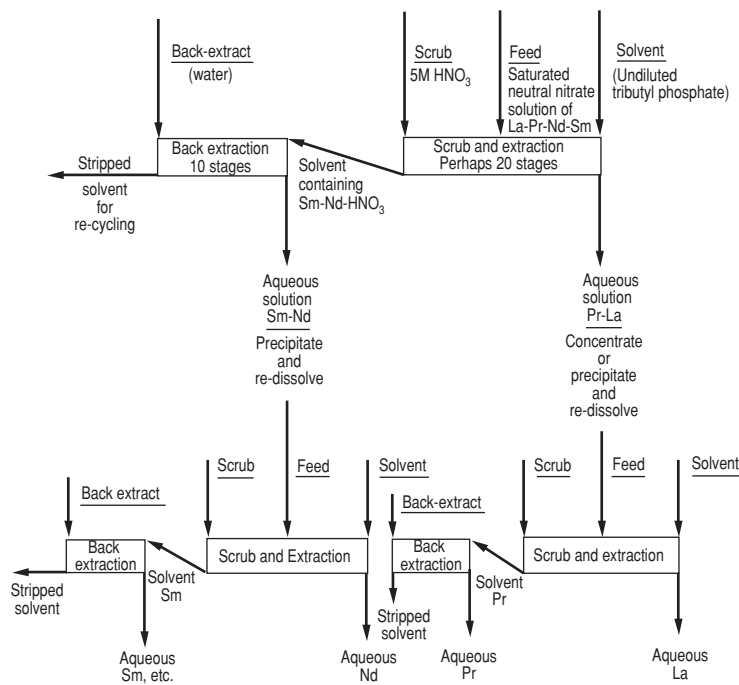 Back-extract
(water)
Scrub
5M HNO₃
Feed
Saturated
neutral nitrate
solution of
La-Pr-Nd-Sm
Solvent
(Undiluted
tributyl phosphate)
Back extraction
10 stages
Scrub and extraction
Perhaps 20 stages
Stripped
solvent
for
re-cycling
Solvent
containing
Sm-Nd-HNO₃
Aqueous
solution
Sm-Nd
Precipitate
and
re-dissolve
Aqueous
solution
Pr-La
Concentrate
or
precipitate
and
re-dissolve
Back extract
Scrub
Feed
Solvent
Back-extract
Scrub
Feed
Solvent
Back
extraction
Scrub and Extraction
Back
extraction
Scrub and extraction
Stripped
solvent
Solvent
Sm
Stripped
solvent
Solvent
Pr
Aqueous
Sm, etc.
Aqueous
Nd
Aqueous
Pr
Aqueous
La